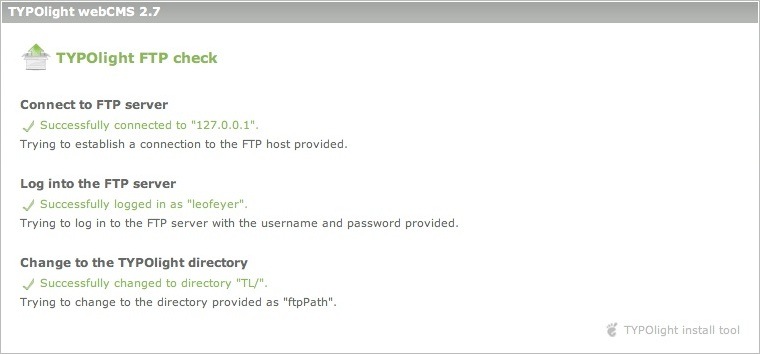 TYPOlight webCMS 2.7
TYPOlight FTP check
Connect to FTP server
Successfully connected to "127.0.0.1".
Trying to establish a connection to the FTP host provided.
Log into the FTP server
Successfully logged in as "leofeyer".
Trying to log in to the FTP server with the username and password provided.
Change to the TYPOlight directory
Successfully changed to directory "TL/".
Trying to change to the directory provided as "ftpPath".
TYPOlight install tool